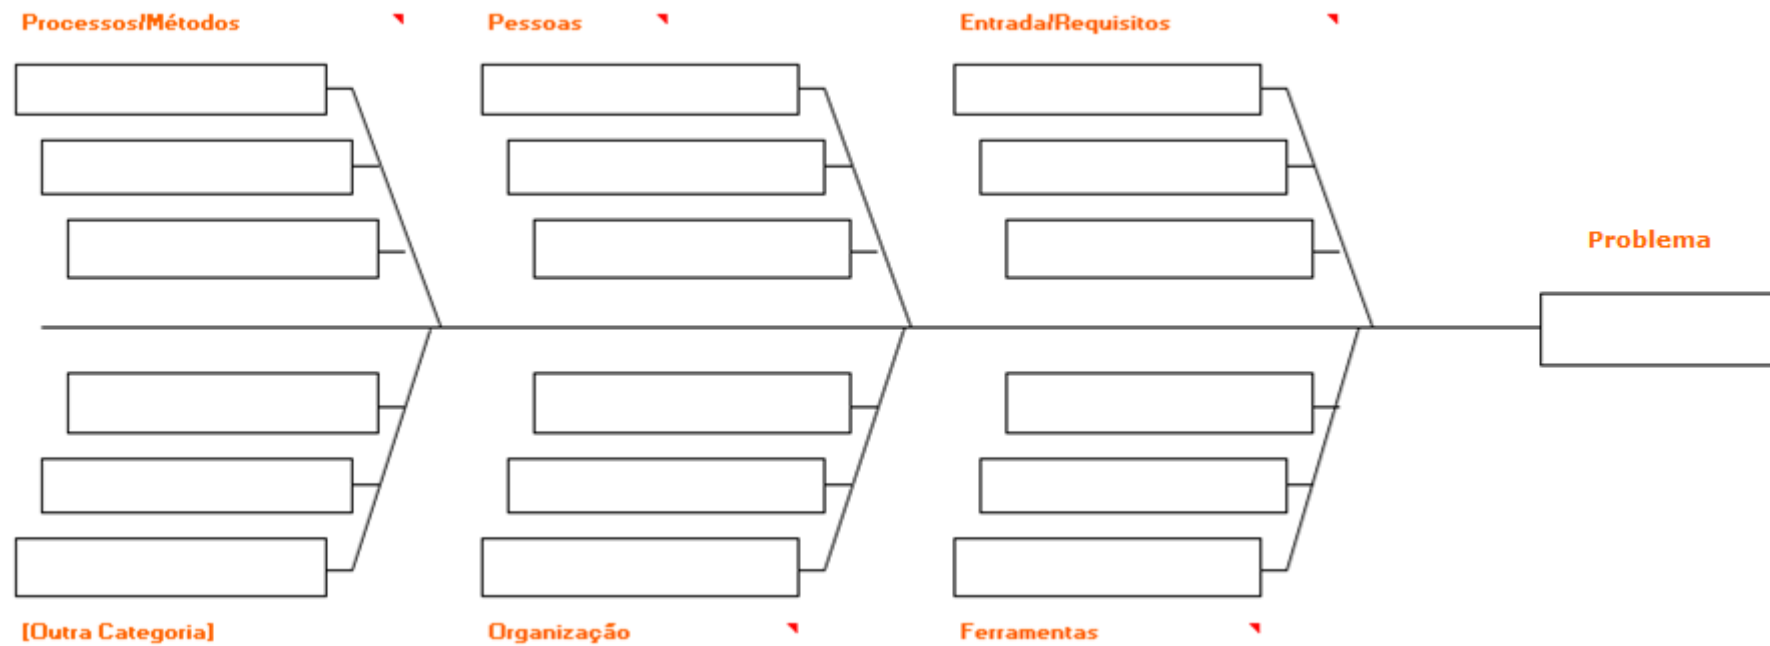 Processos/Métodos
Pessoas
Entrada/Requisitos
Problema
[Outra Categoria]
Organização
Ferramentas